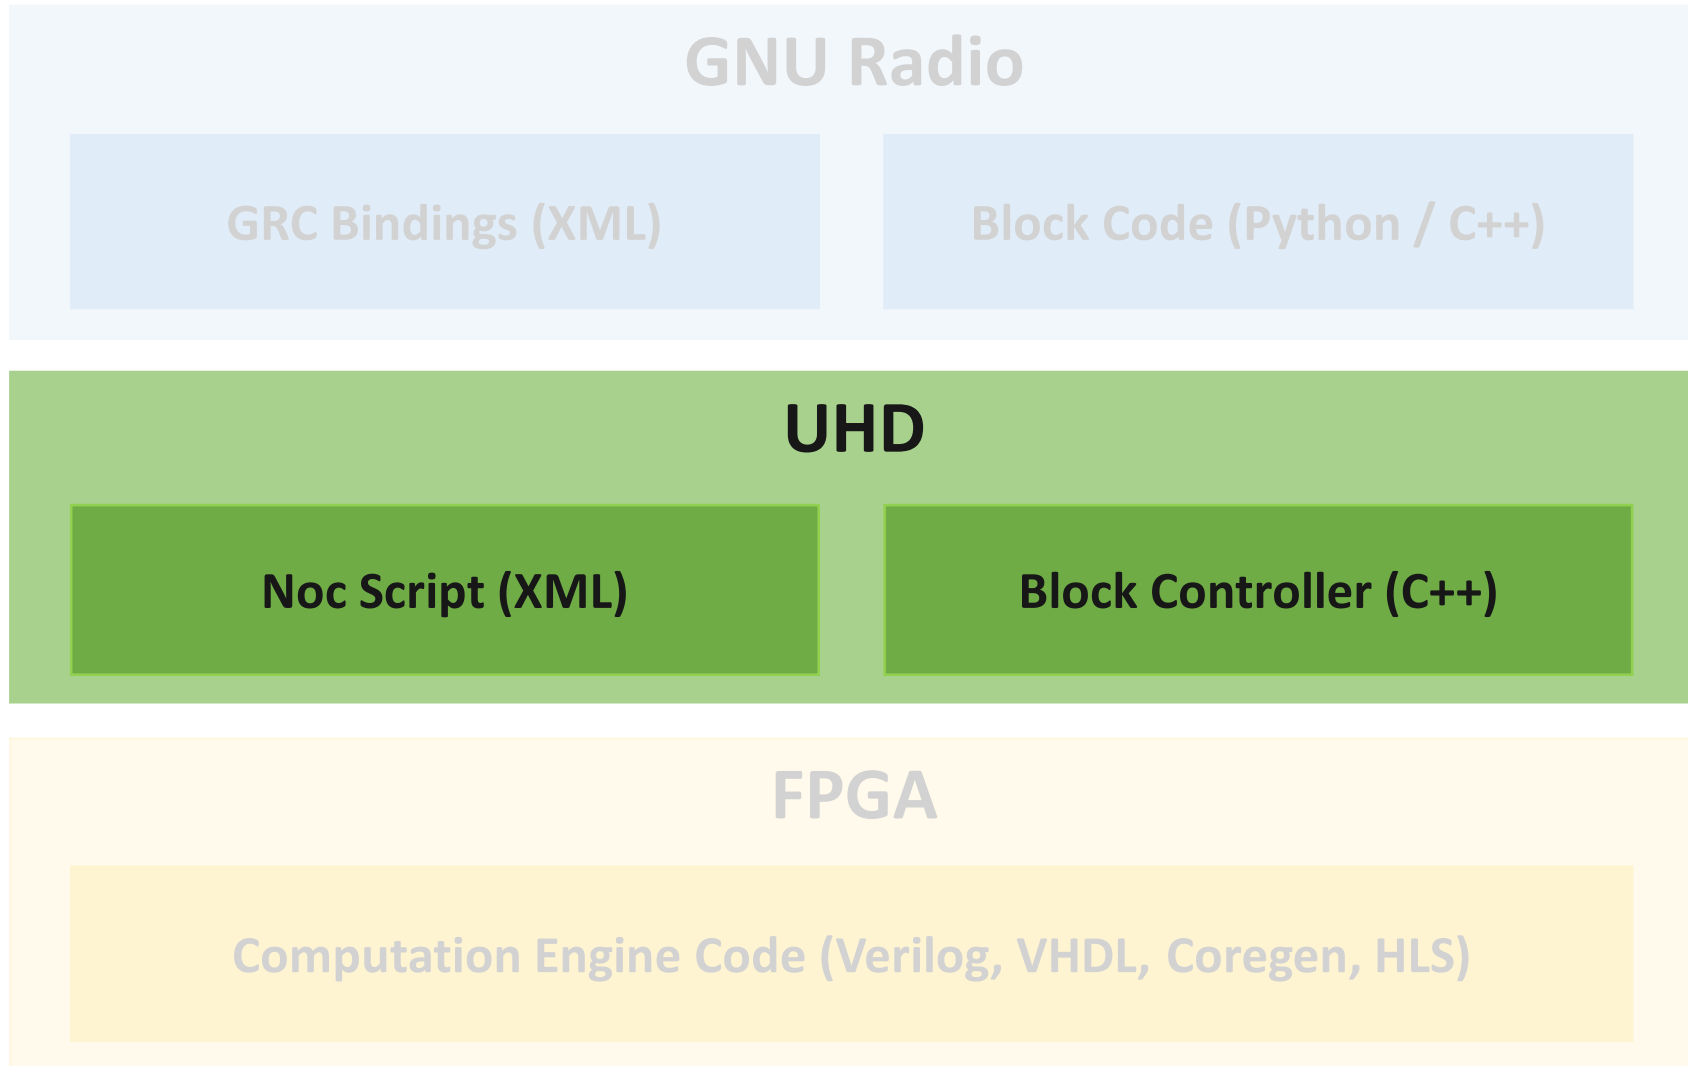 GNU Radio
GRC Bindings (XML)
Block Code (Python / C++)
UHD
Noc Script (XML)
Block Controller (C++)
FPGA
Computation Engine Code (Verilog, VHDL, Coregen, HLS)